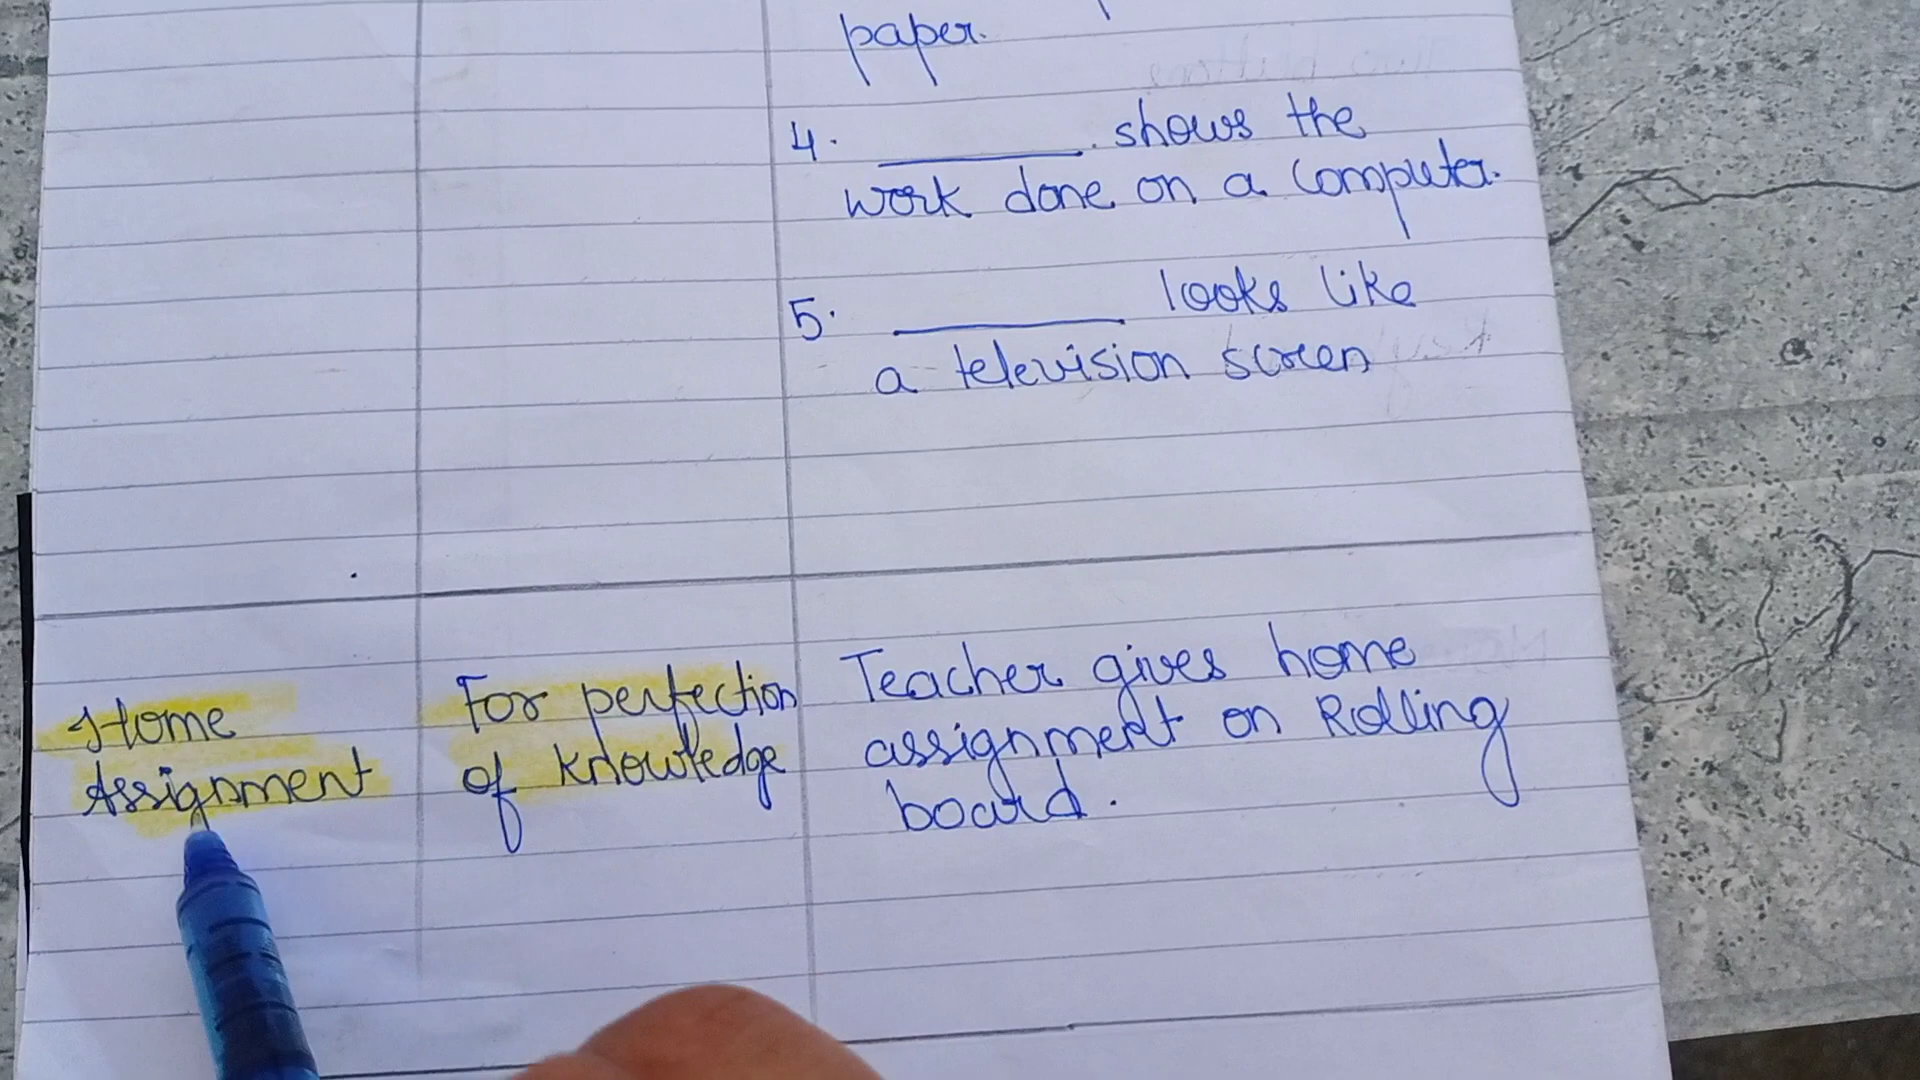 paper.
4. ________. shows the
work done on a Computer.
5. ________ looks like
a television screen
Home
Assignment
For perfection
of knowledge
Teacher gives home
assignment on Rolling
board.